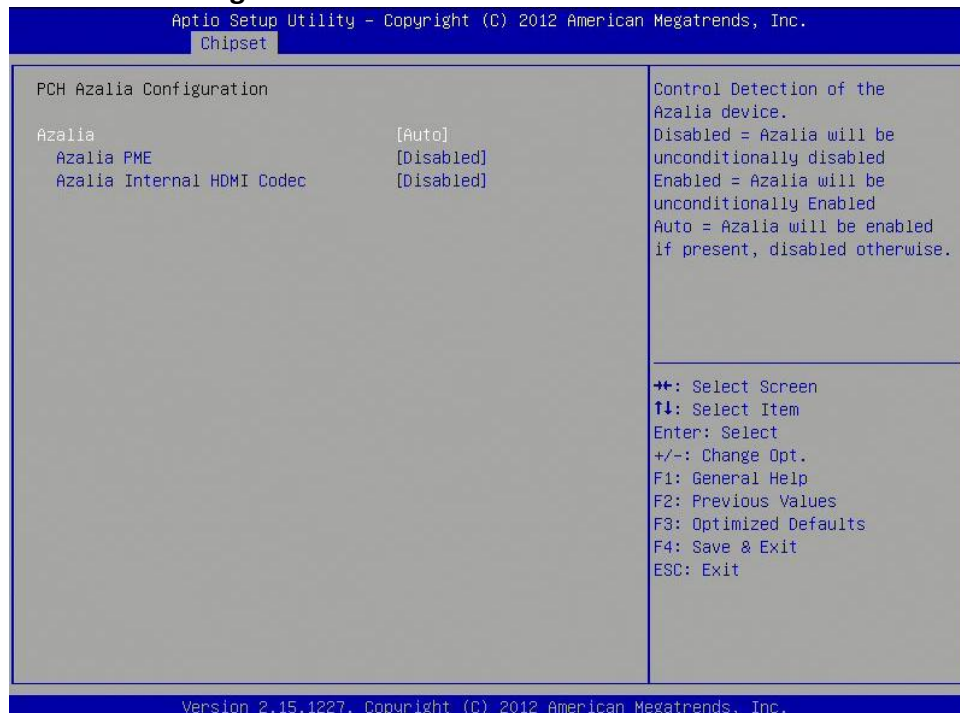 Aptio Setup Utility – Copyright (C) 2012 American Megatrends, Inc.
Chipset
PCH Azalia Configuration
Azalia [Auto]
Azalia PME [Disabled]
Azalia Internal HDMI Codec [Disabled]
Control Detection of the
Azalia device.
Disabled = Azalia will be
unconditionally disabled
Enabled = Azalia will be
unconditionally Enabled
Auto = Azalia will be enabled
if present, disabled otherwise.
→←: Select Screen
↑↓: Select Item
Enter: Select
+/-: Change Opt.
F1: General Help
F2: Previous Values
F3: Optimized Defaults
F4: Save & Exit
ESC: Exit
Version 2.15.1227. Copyright (C) 2012 American Megatrends, Inc.